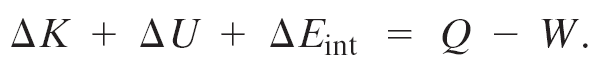 ΔK + ΔU + ΔE_int = Q − W.